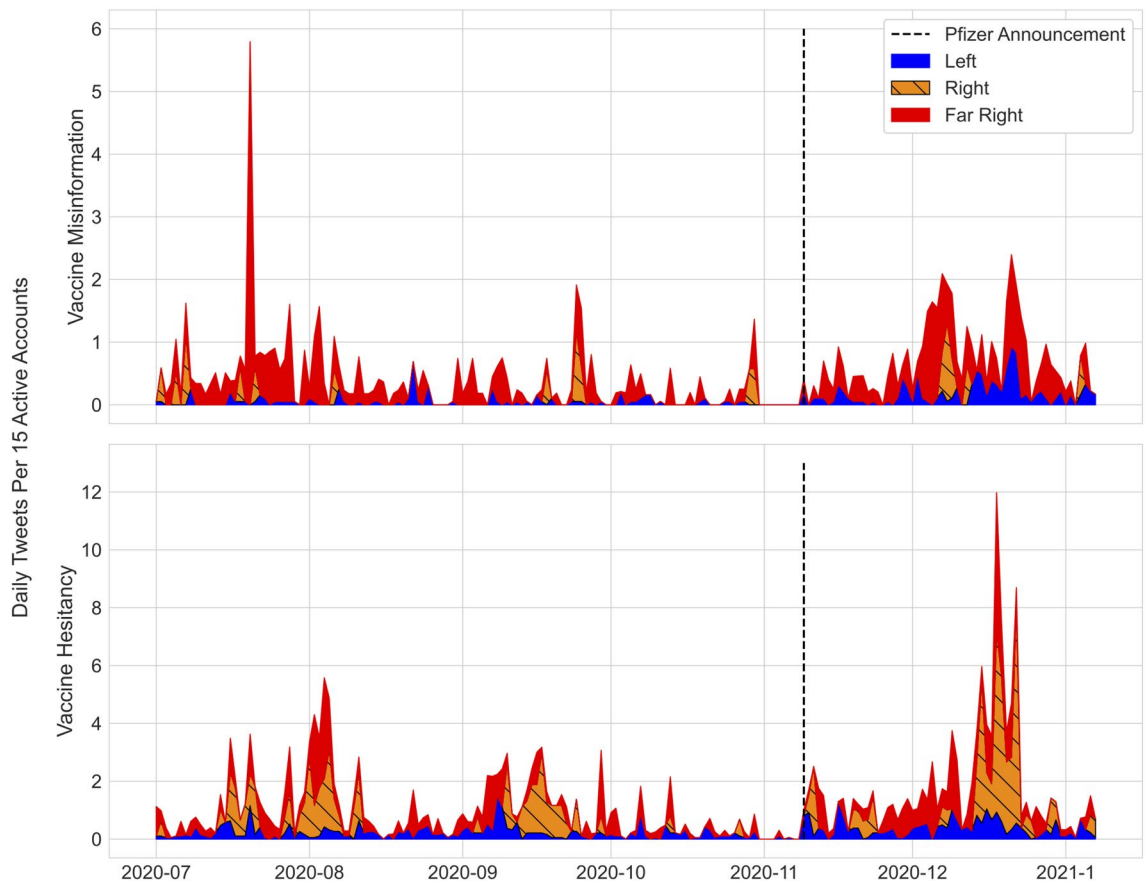 Daily Tweets Per 15 Active Accounts
Vaccine Misinformation
6
5
4
3
2
1
0
Pfizer Announcement
Left
Right
Far Right
Vaccine Hesitancy
12
10
8
6
4
2
0
2020-07 2020-08 2020-09 2020-10 2020-11 2020-12 2021-1